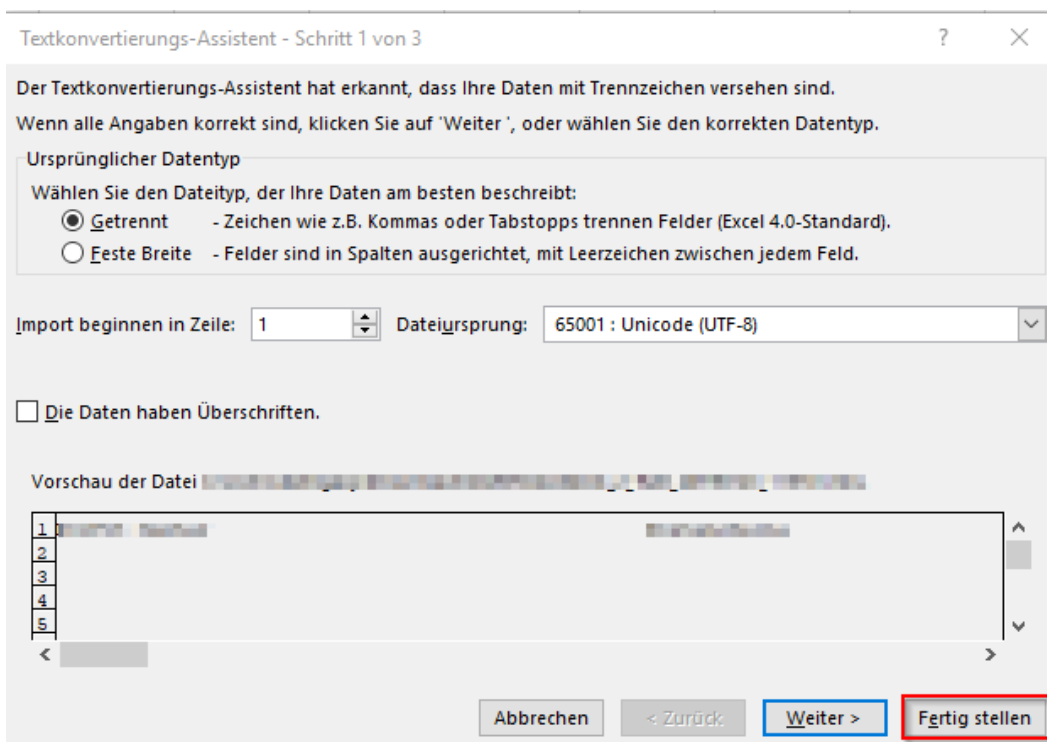 Textkonvertierungs-Assistent - Schritt 1 von 3 ?
Der Textkonvertierungs-Assistent hat erkannt, dass Ihre Daten mit Trennzeichen versehen sind.
Wenn alle Angaben korrekt sind, klicken Sie auf 'Weiter ', oder wählen Sie den korrekten Datentyp.
Ursprünglicher Datentyp
Wählen Sie den Dateityp, der Ihre Daten am besten beschreibt:
Getrennt - Zeichen wie z.B. Kommas oder Tabstopps trennen Felder (Excel 4.0-Standard).
Feste Breite - Felder sind in Spalten ausgerichtet, mit Leerzeichen zwischen jedem Feld.
Import beginnen in Zeile: 1 Dateiursprung: 65001 : Unicode (UTF-8)
Die Daten haben Überschriften.
Vorschau der Datei
1
2
3
4
5
Abbrechen < Zurück Weiter > Fertig stellen